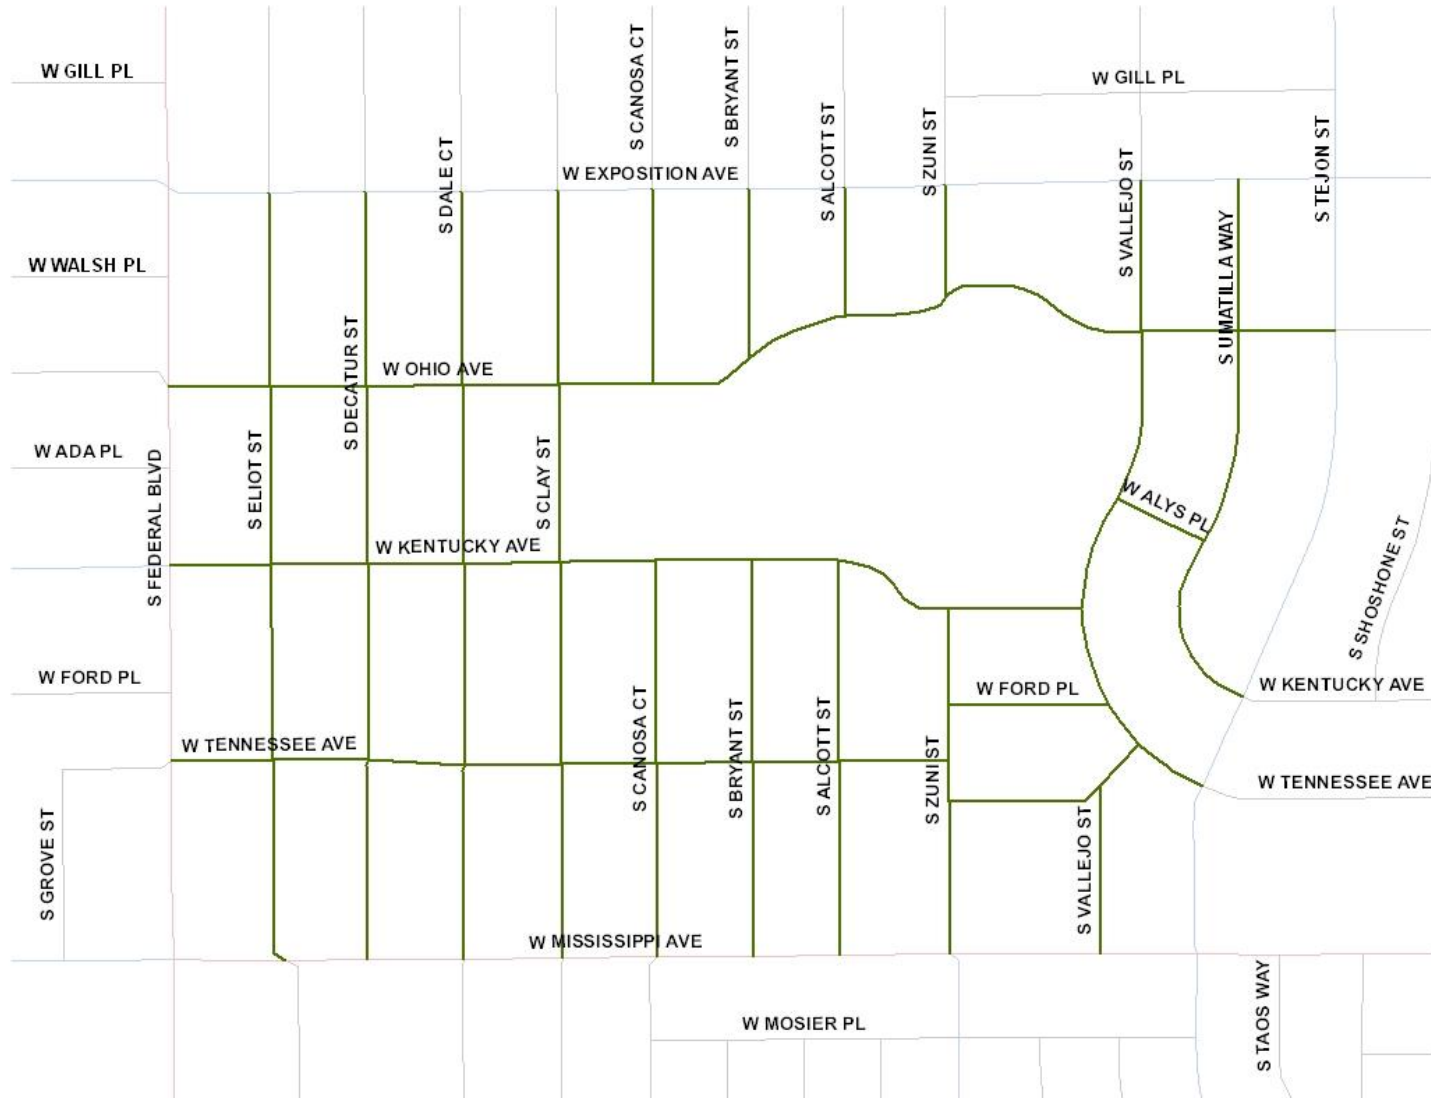 W GILL PL
W GILL PL
S CANOSA CT
S BRYANT ST
S ALCOTT ST
S ZUNI ST
S TEJON ST
S DALE CT
W EXPOSITION AVE
S VALLEJO ST
S UMATILLA WAY
W WALSH PL
S DECATUR ST
W OHIO AVE
W ADA PL
S FEDERAL BLVD
S ELIOT ST
S CLAY ST
W ALYS PL
W KENTUCKY AVE
S SHOSHONE ST
W FORD PL
W FORD PL
W KENTUCKY AVE
S CANOSA CT
S BRYANT ST
S ALCOTT ST
S ZUNI ST
W TENNESSEE AVE
W TENNESSEE AVE
S GROVE ST
S VALLEJO ST
W MISSISSIPPI AVE
W MOSIER PL
S TAOS WAY